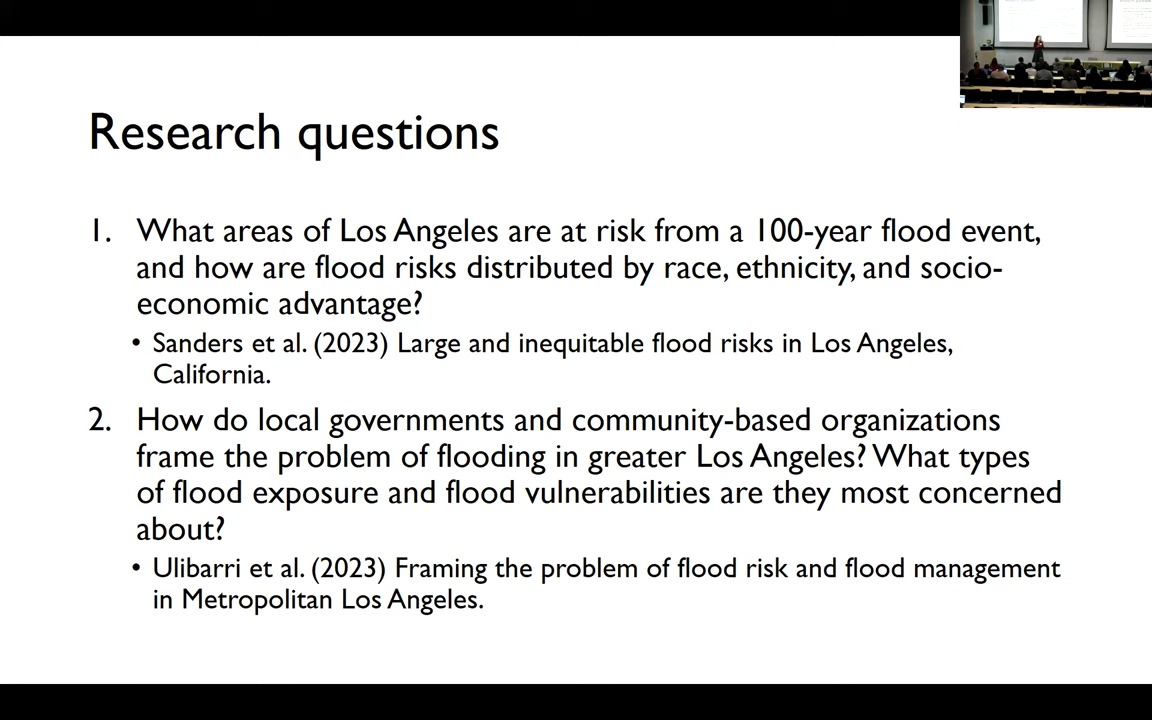 Research questions
1. What areas of Los Angeles are at risk from a 100-year flood event,
and how are flood risks distributed by race, ethnicity, and socio-
economic advantage?
• Sanders et al. (2023) Large and inequitable flood risks in Los Angeles,
California.
2. How do local governments and community-based organizations
frame the problem of flooding in greater Los Angeles? What types
of flood exposure and flood vulnerabilities are they most concerned
about?
• Ulibarri et al. (2023) Framing the problem of flood risk and flood management
in Metropolitan Los Angeles.